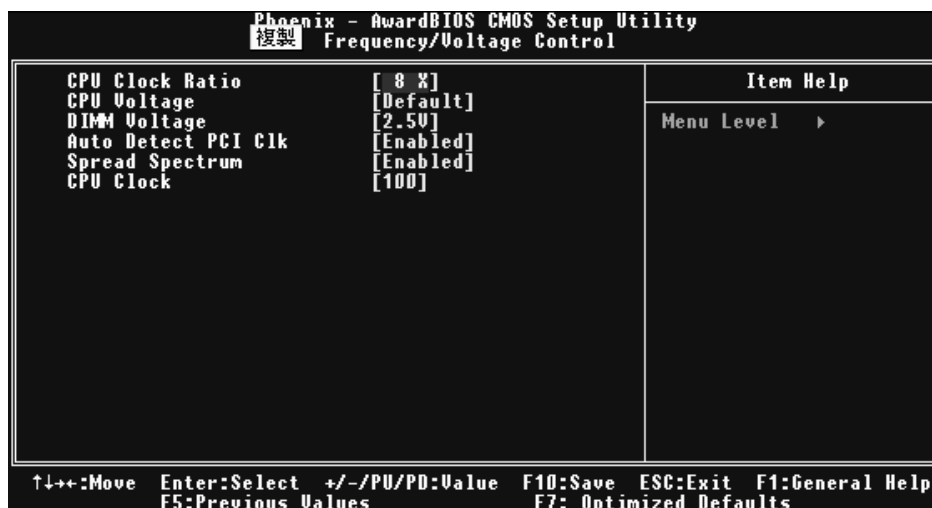 Phoenix - AwardBIOS CMOS Setup Utility
複製 Frequency/Voltage Control
CPU Clock Ratio [ 8 X]
CPU Voltage [Default]
DIMM Voltage [2.5V]
Auto Detect PCI Clk [Enabled]
Spread Spectrum [Enabled]
CPU Clock [100]
Item Help
Menu Level ▸
↑↓→←:Move Enter:Select +/-/PU/PD:Value F10:Save ESC:Exit F1:General Help
F5:Previous Values F7: Optimized Defaults